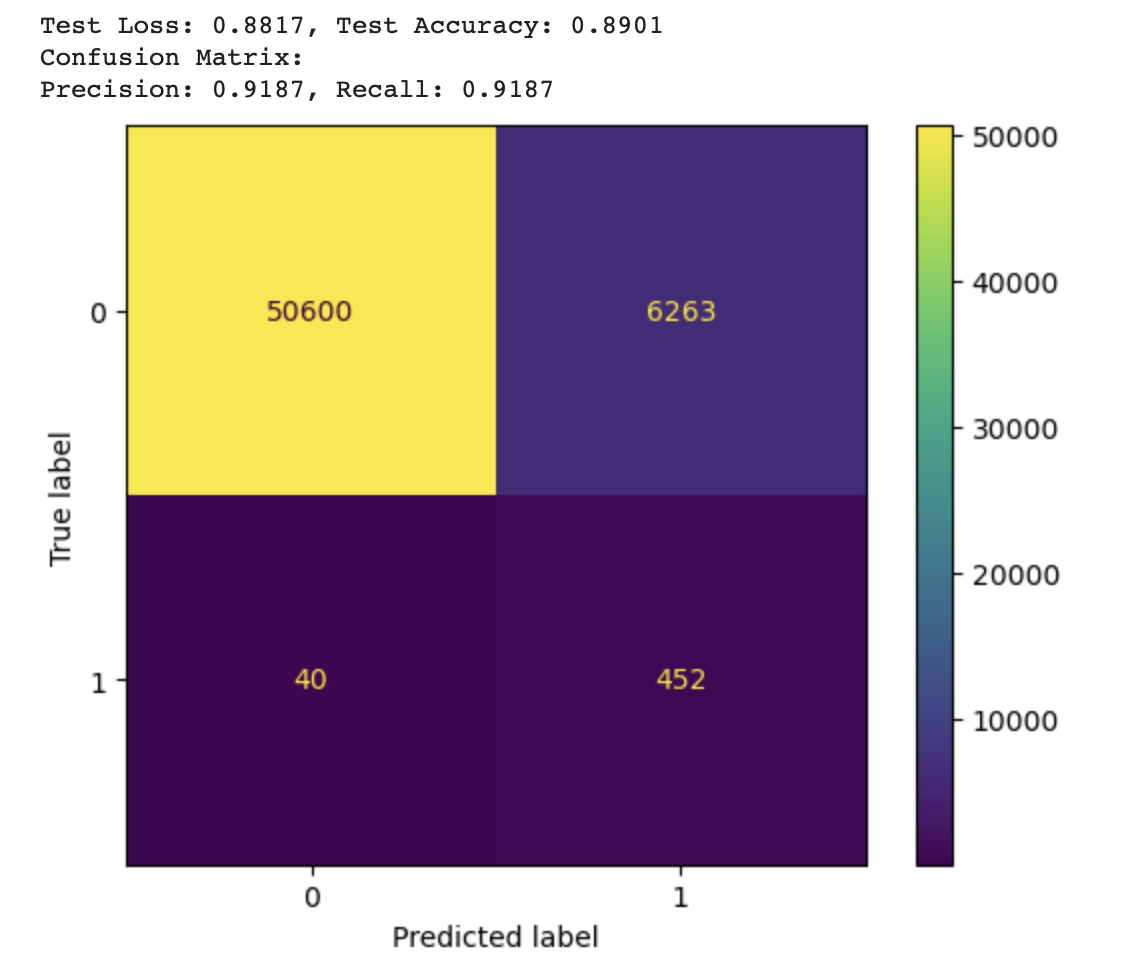 Test Loss: 0.8817, Test Accuracy: 0.8901
Confusion Matrix:
Precision: 0.9187, Recall: 0.9187
50600
6263
40
452
0
1
True label
0
1
Predicted label
50000
40000
30000
20000
10000